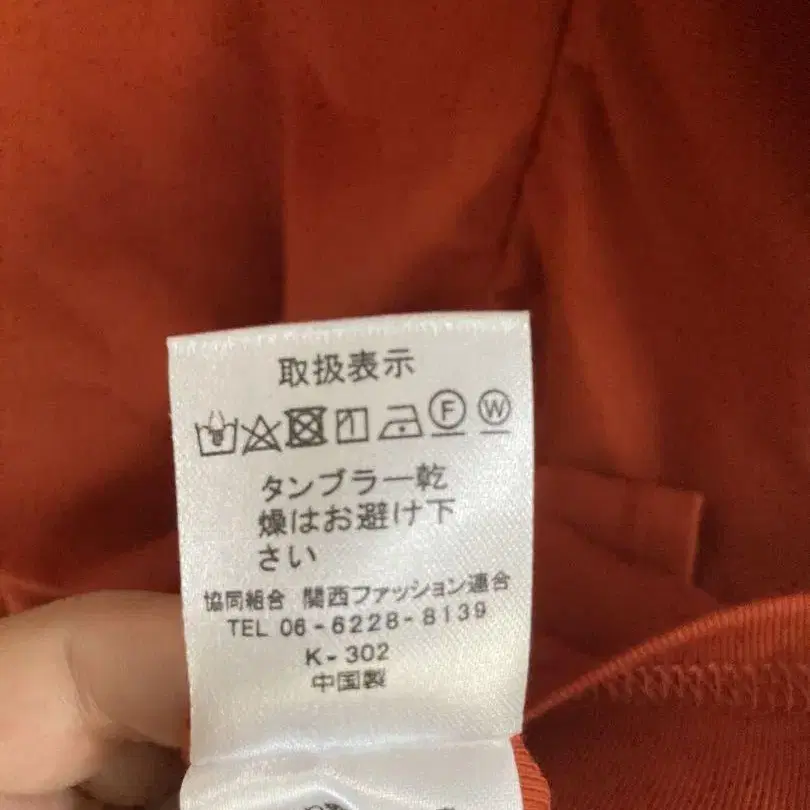 取扱表示
F W
タンブラー乾
燥はお避け下
さい
協同組合 関西ファッション連合
TEL 06-6228-8139
K-302
中国製